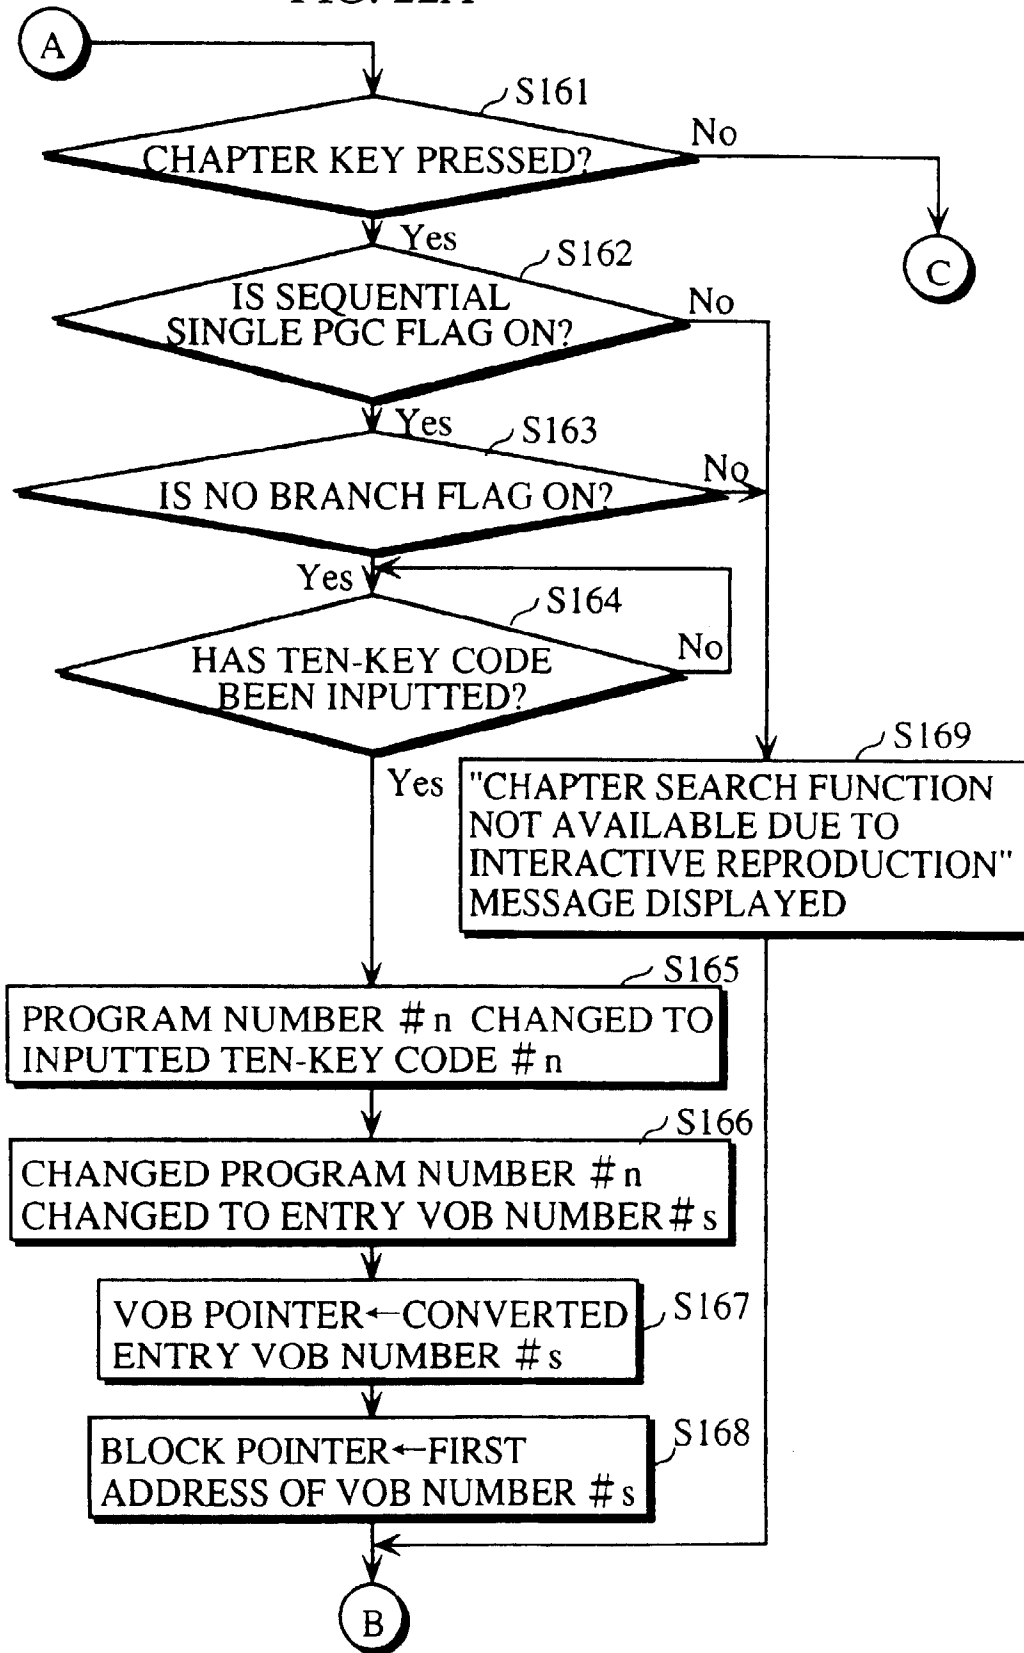 A
S161
CHAPTER KEY PRESSED?
No
C
Yes
S162
IS SEQUENTIAL
SINGLE PGC FLAG ON?
No
Yes
S163
IS NO BRANCH FLAG ON?
No
Yes
S164
HAS TEN-KEY CODE
BEEN INPUTTED?
No
Yes
S169
"CHAPTER SEARCH FUNCTION
NOT AVAILABLE DUE TO
INTERACTIVE REPRODUCTION"
MESSAGE DISPLAYED
S165
PROGRAM NUMBER #n CHANGED TO
INPUTTED TEN-KEY CODE #n
S166
CHANGED PROGRAM NUMBER #n
CHANGED TO ENTRY VOB NUMBER #s
S167
VOB POINTER←CONVERTED
ENTRY VOB NUMBER #s
S168
BLOCK POINTER←FIRST
ADDRESS OF VOB NUMBER #s
B